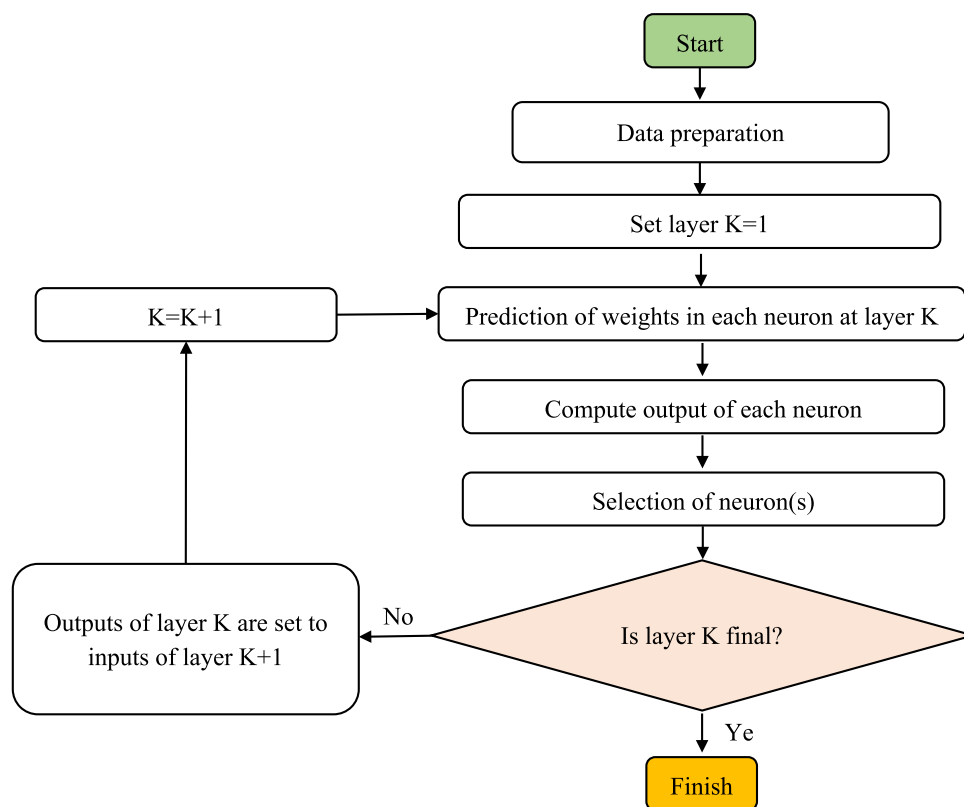 Start
Data preparation
Set layer K=1
K=K+1
Prediction of weights in each neuron at layer K
Compute output of each neuron
Selection of neuron(s)
Is layer K final?
No
Outputs of layer K are set to
inputs of layer K+1
Ye
Finish